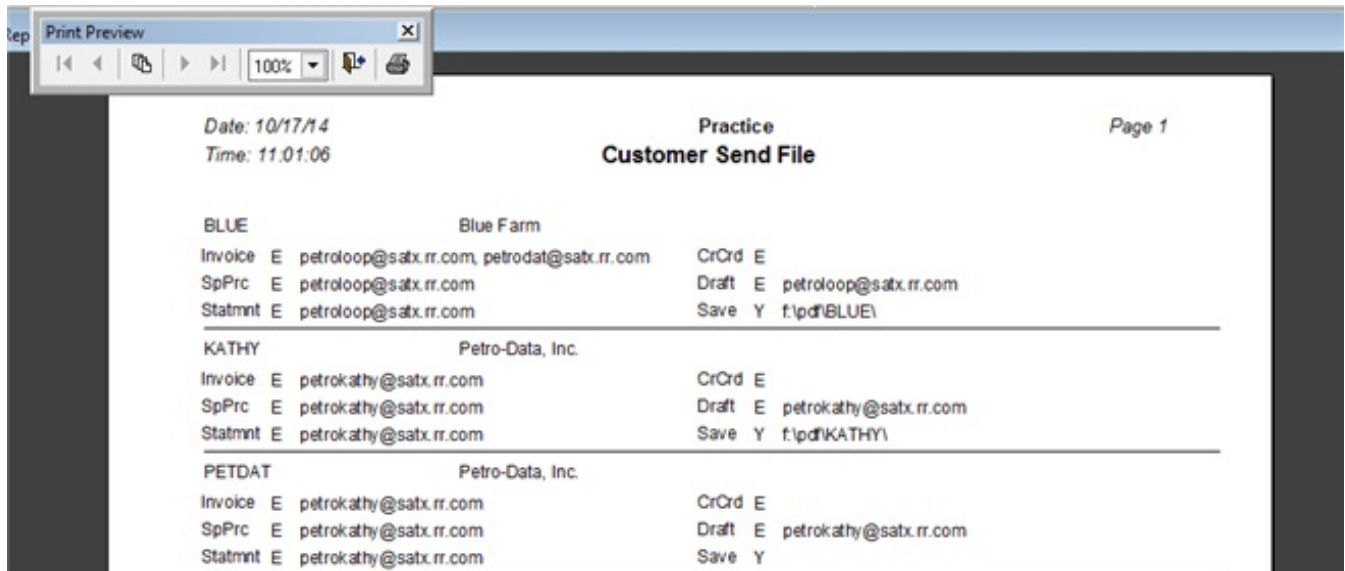 Rep
Print Preview
100%
Date: 10/17/14 Practice Page 1
Time: 11:01:06 Customer Send File
BLUE Blue Farm
Invoice E petroloop@satx.rr.com, petrodat@satx.rr.com CrCrd E
SpPrc E petroloop@satx.rr.com Draft E petroloop@satx.rr.com
Statmnt E petroloop@satx.rr.com Save Y f:\pdf\BLUE\
KATHY Petro-Data, Inc.
Invoice E petrokathy@satx.rr.com CrCrd E
SpPrc E petrokathy@satx.rr.com Draft E petrokathy@satx.rr.com
Statmnt E petrokathy@satx.rr.com Save Y f:\pdf\KATHY\
PETDAT Petro-Data, Inc.
Invoice E petrokathy@satx.rr.com CrCrd E
SpPrc E petrokathy@satx.rr.com Draft E petrokathy@satx.rr.com
Statmnt E petrokathy@satx.rr.com Save Y